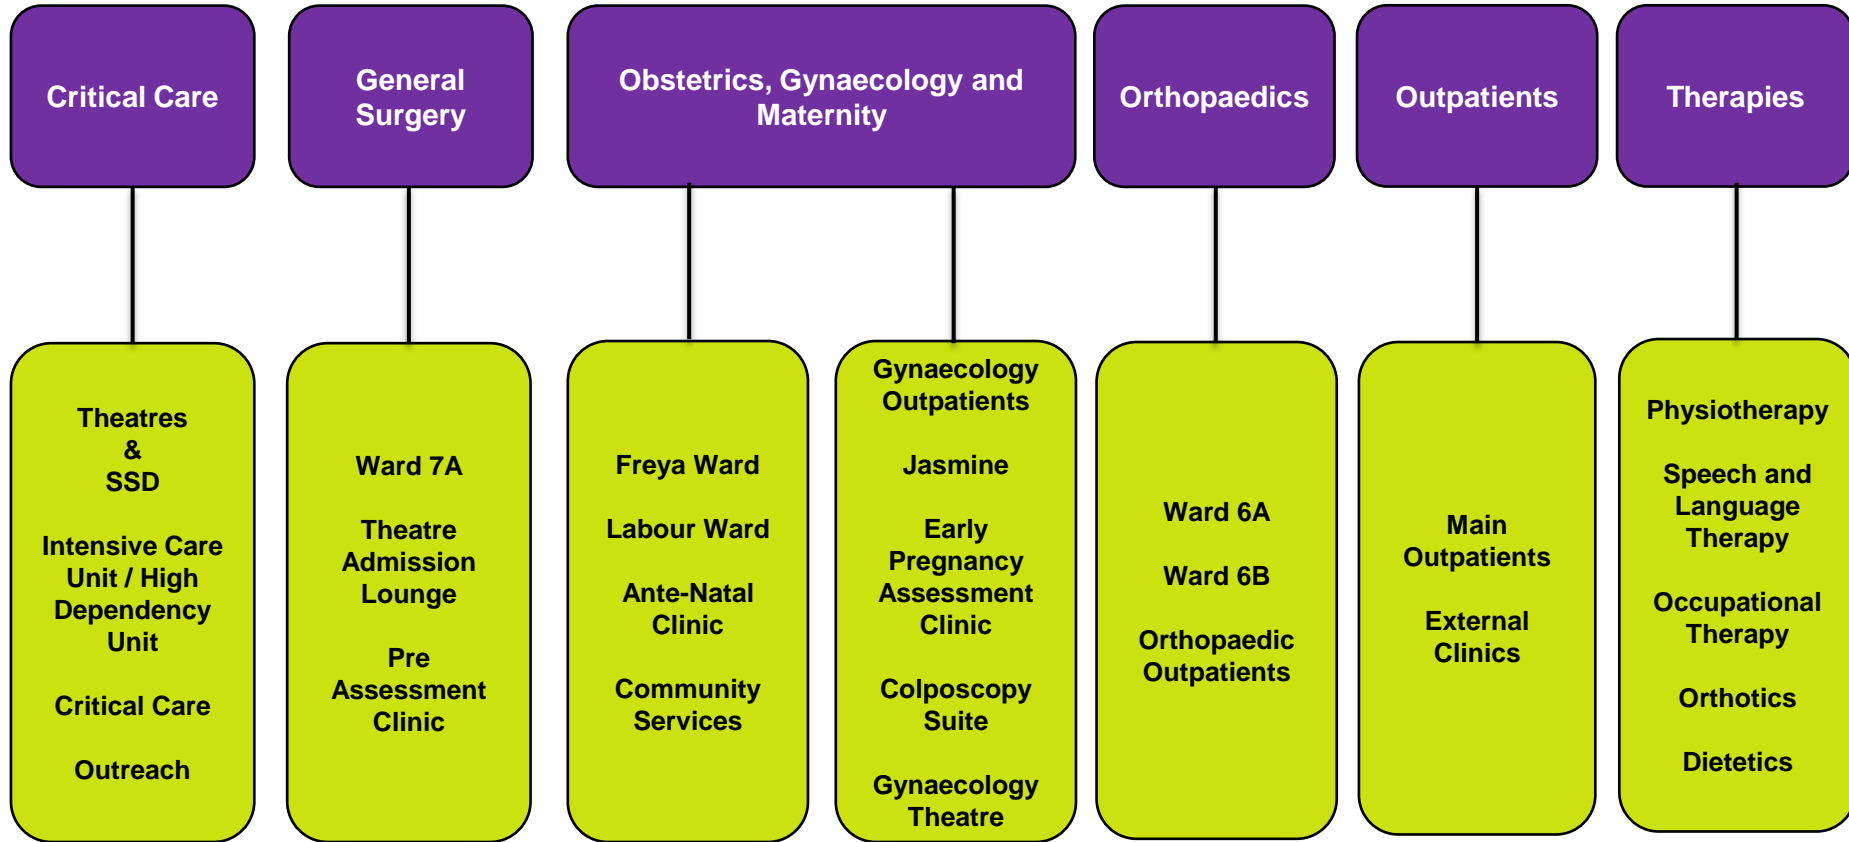 Critical Care
General
Surgery
Obstetrics, Gynaecology and
Maternity
Orthopaedics
Outpatients
Therapies
Theatres
&
SSD
Intensive Care
Unit / High
Dependency
Unit
Critical Care
Outreach
Ward 7A
Theatre
Admission
Lounge
Pre
Assessment
Clinic
Freya Ward
Labour Ward
Ante-Natal
Clinic
Community
Services
Gynaecology
Outpatients
Jasmine
Early
Pregnancy
Assessment
Clinic
Colposcopy
Suite
Gynaecology
Theatre
Ward 6A
Ward 6B
Orthopaedic
Outpatients
Main
Outpatients
External
Clinics
Physiotherapy
Speech and
Language
Therapy
Occupational
Therapy
Orthotics
Dietetics